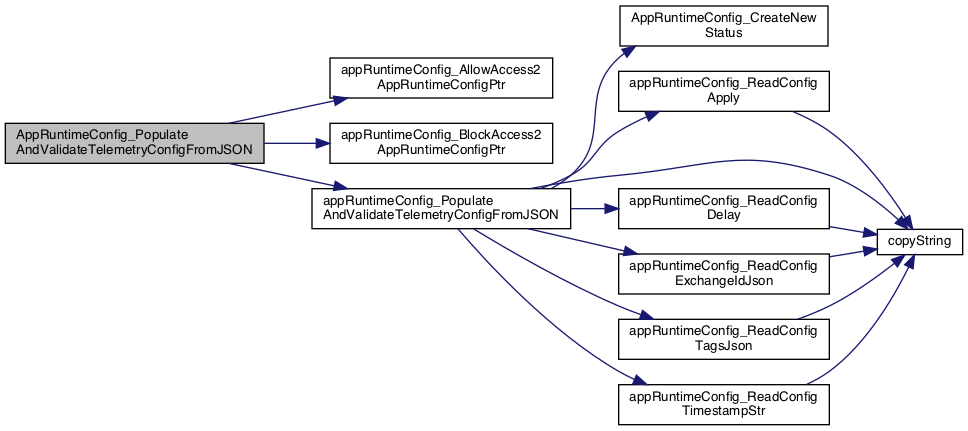 AppRuntimeConfig_Populate
AndValidateTelemetryConfigFromJSON
appRuntimeConfig_AllowAccess2
AppRuntimeConfigPtr
appRuntimeConfig_BlockAccess2
AppRuntimeConfigPtr
appRuntimeConfig_Populate
AndValidateTelemetryConfigFromJSON
AppRuntimeConfig_CreateNew
Status
appRuntimeConfig_ReadConfig
Apply
appRuntimeConfig_ReadConfig
Delay
appRuntimeConfig_ReadConfig
ExchangeIdJson
appRuntimeConfig_ReadConfig
TagsJson
appRuntimeConfig_ReadConfig
TimestampStr
copyString